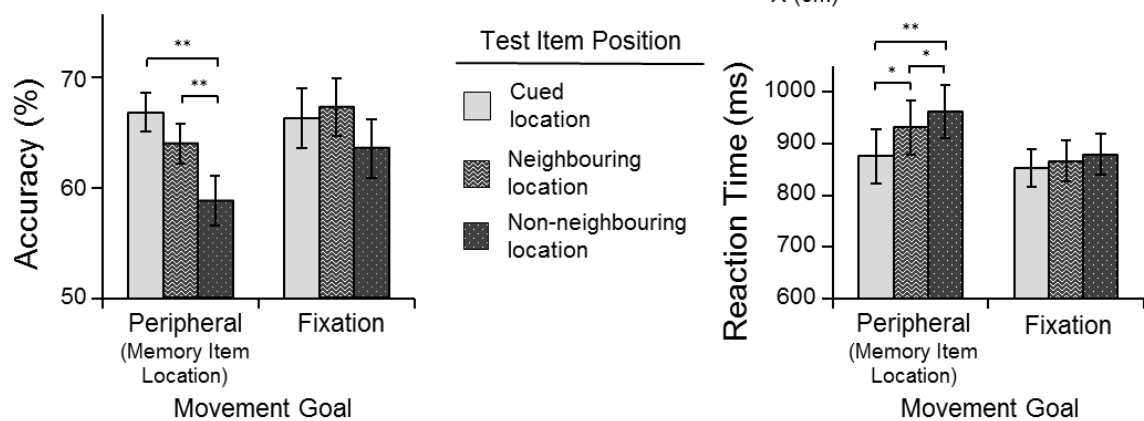 X (cm)
Accuracy (%)
70
60
50
**
**
Peripheral
(Memory Item
Location)
Fixation
Movement Goal
Test Item Position
Cued
location
Neighbouring
location
Non-neighbouring
location
Reaction Time (ms)
1000
900
800
700
600
**
*
*
Peripheral
(Memory Item
Location)
Fixation
Movement Goal